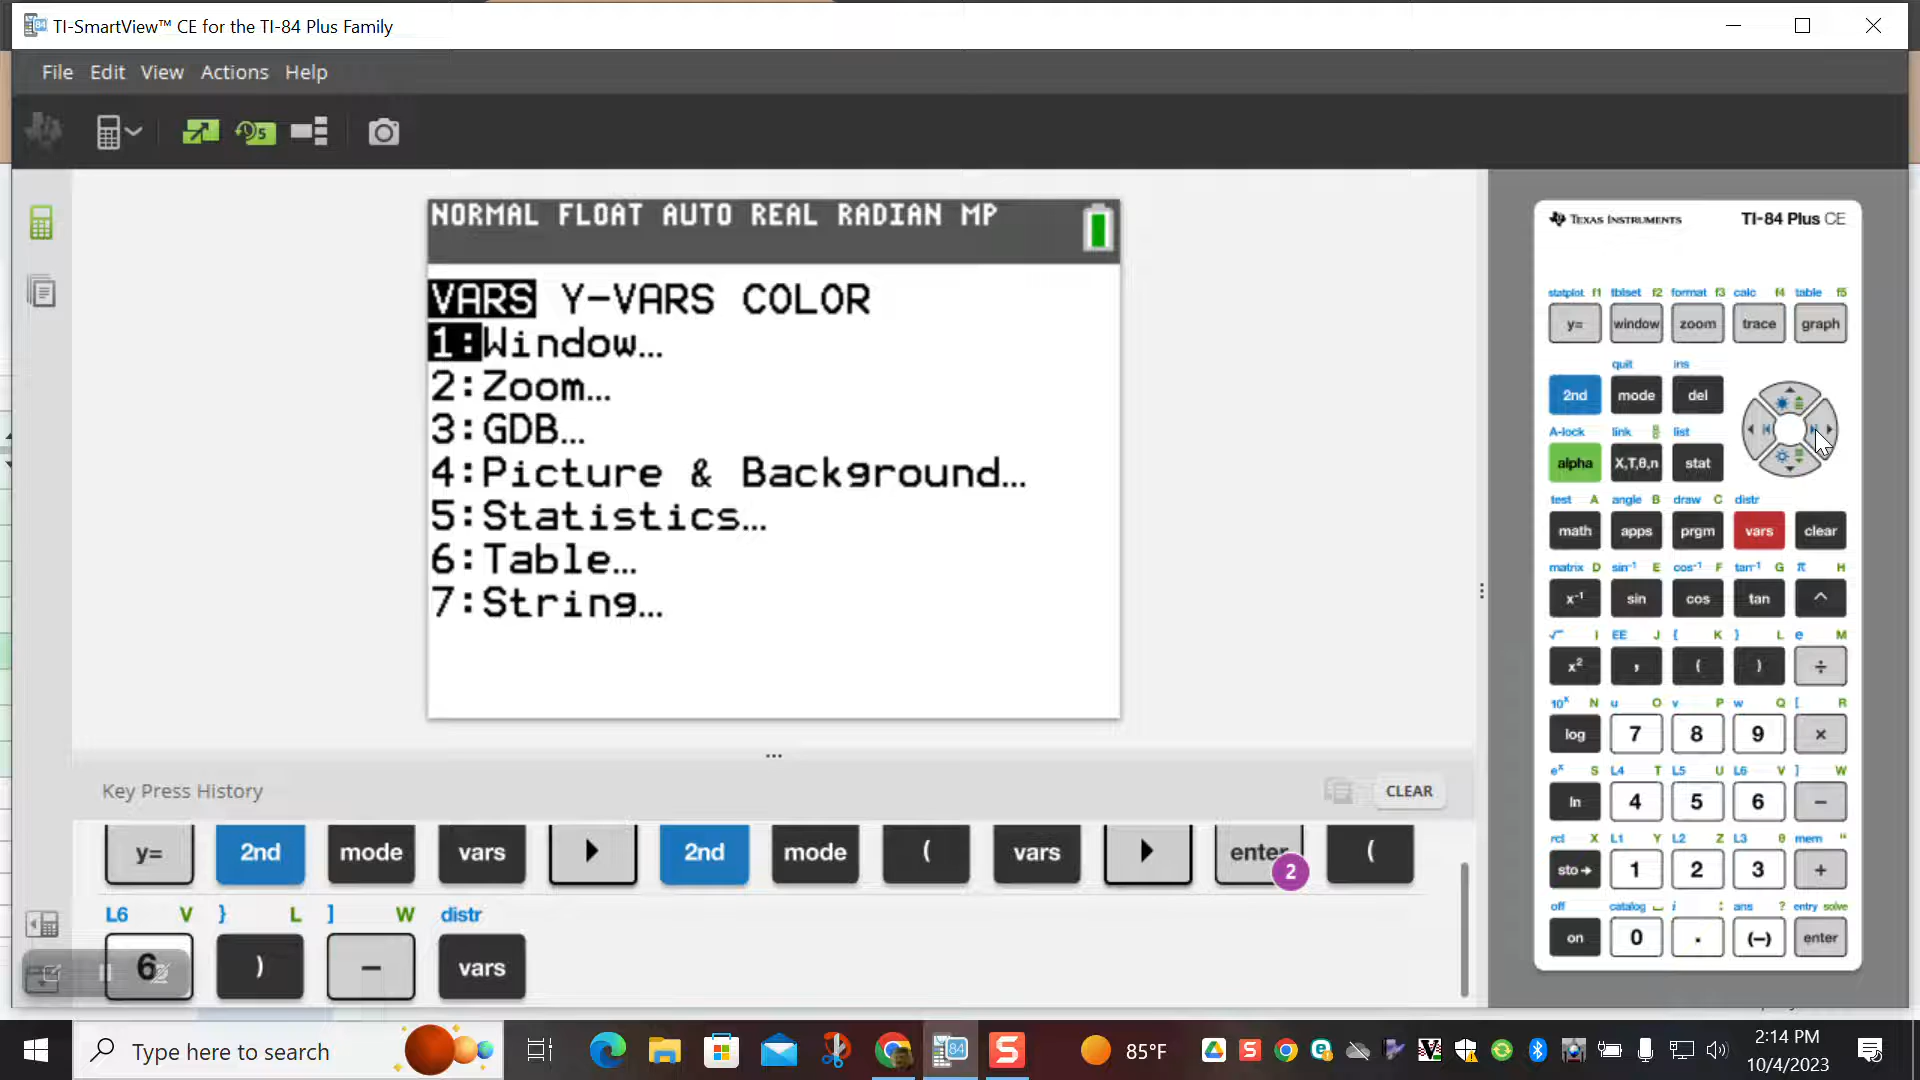 TI-SmartView™ CE for the TI-84 Plus Family
File Edit View Actions Help
5
NORMAL FLOAT AUTO REAL RADIAN MP
VARS Y-VARS COLOR
1:Window…
2:Zoom…
3:GDB…
4:Picture & Background…
5:Statistics…
6:Table…
7:String…
Key Press History
CLEAR
y= 2nd mode vars 2nd mode ( vars enter 2 (
L6 V } L ] W distr
6 ) − vars
TEXAS INSTRUMENTS TI-84 Plus CE
statplot f1 tblset f2 format f3 calc f4 table f5
y= window zoom trace graph
quit ins
2nd mode del
A-lock link list
alpha X,T,θ,n stat
test A angle B draw C distr
math apps prgm vars clear
matrix D sin⁻¹ E cos⁻¹ F tan⁻¹ G π H
x⁻¹ sin cos tan ^
√ I EE J { K } L e M
x² , ( ) ÷
10ˣ N u O v P w Q [ R
log 7 8 9 ×
eˣ S L4 T L5 U L6 V ] W
ln 4 5 6 −
rcl X L1 Y L2 Z L3 θ mem "
sto→ 1 2 3 +
off catalog ⎵ i : ans ? entry solve
on 0 . (−) enter
Type here to search
84
S
85°F
S
2:14 PM
10/4/2023